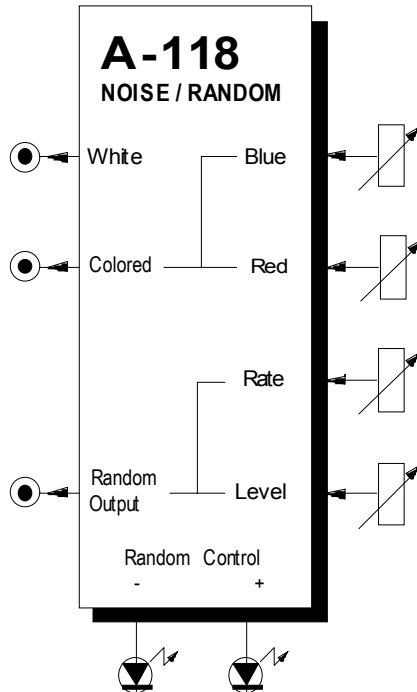 A-118
NOISE / RANDOM
White
Blue
Colored
Red
Rate
Random
Output
Level
Random Control
- +